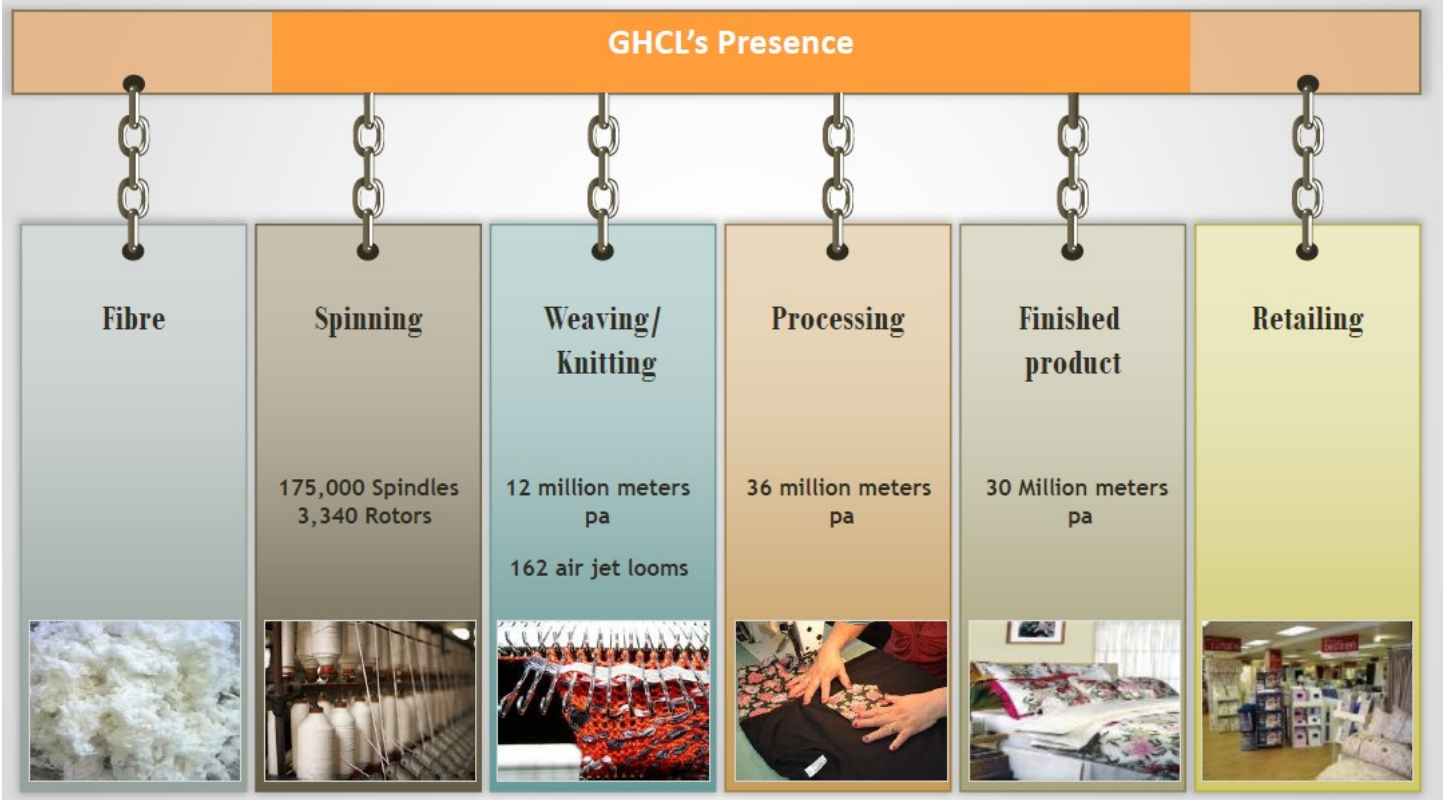 GHCL's Presence
Fibre
Spinning
Weaving/
Knitting
Processing
Finished
product
Retailing
175,000 Spindles
3,340 Rotors
12 million meters
pa
162 air jet looms
36 million meters
pa
30 Million meters
pa